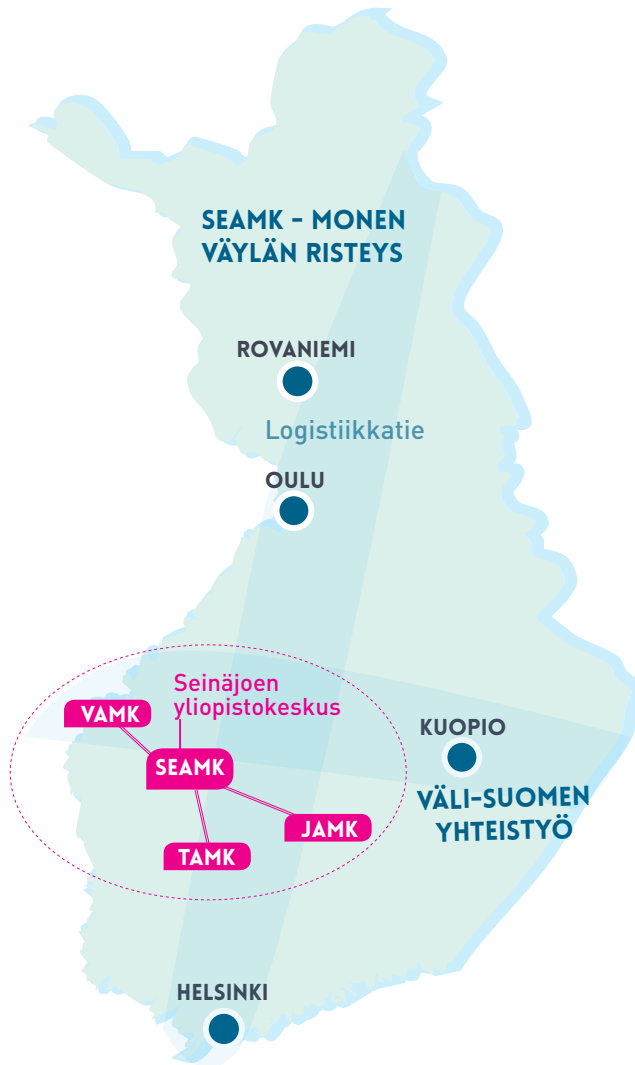 SEAMK – MONEN
VÄYLÄN RISTEYS
ROVANIEMI
Logistiikkatie
OULU
Seinäjoen
yliopistokeskus
VAMK
KUOPIO
SEAMK
VÄLI-SUOMEN
YHTEISTYÖ
JAMK
TAMK
HELSINKI